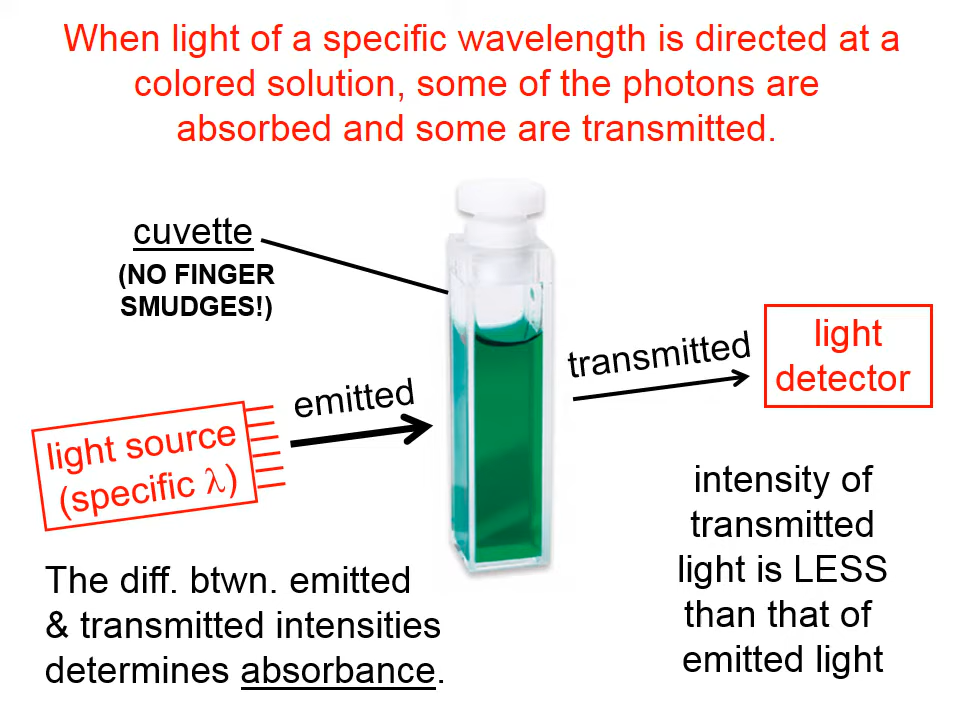 When light of a specific wavelength is directed at a
colored solution, some of the photons are
absorbed and some are transmitted.
cuvette
(NO FINGER
SMUDGES!)
light source
(specific λ)
emitted
transmitted
light
detector
The diff. btwn. emitted
& transmitted intensities
determines absorbance.
intensity of
transmitted
light is LESS
than that of
emitted light